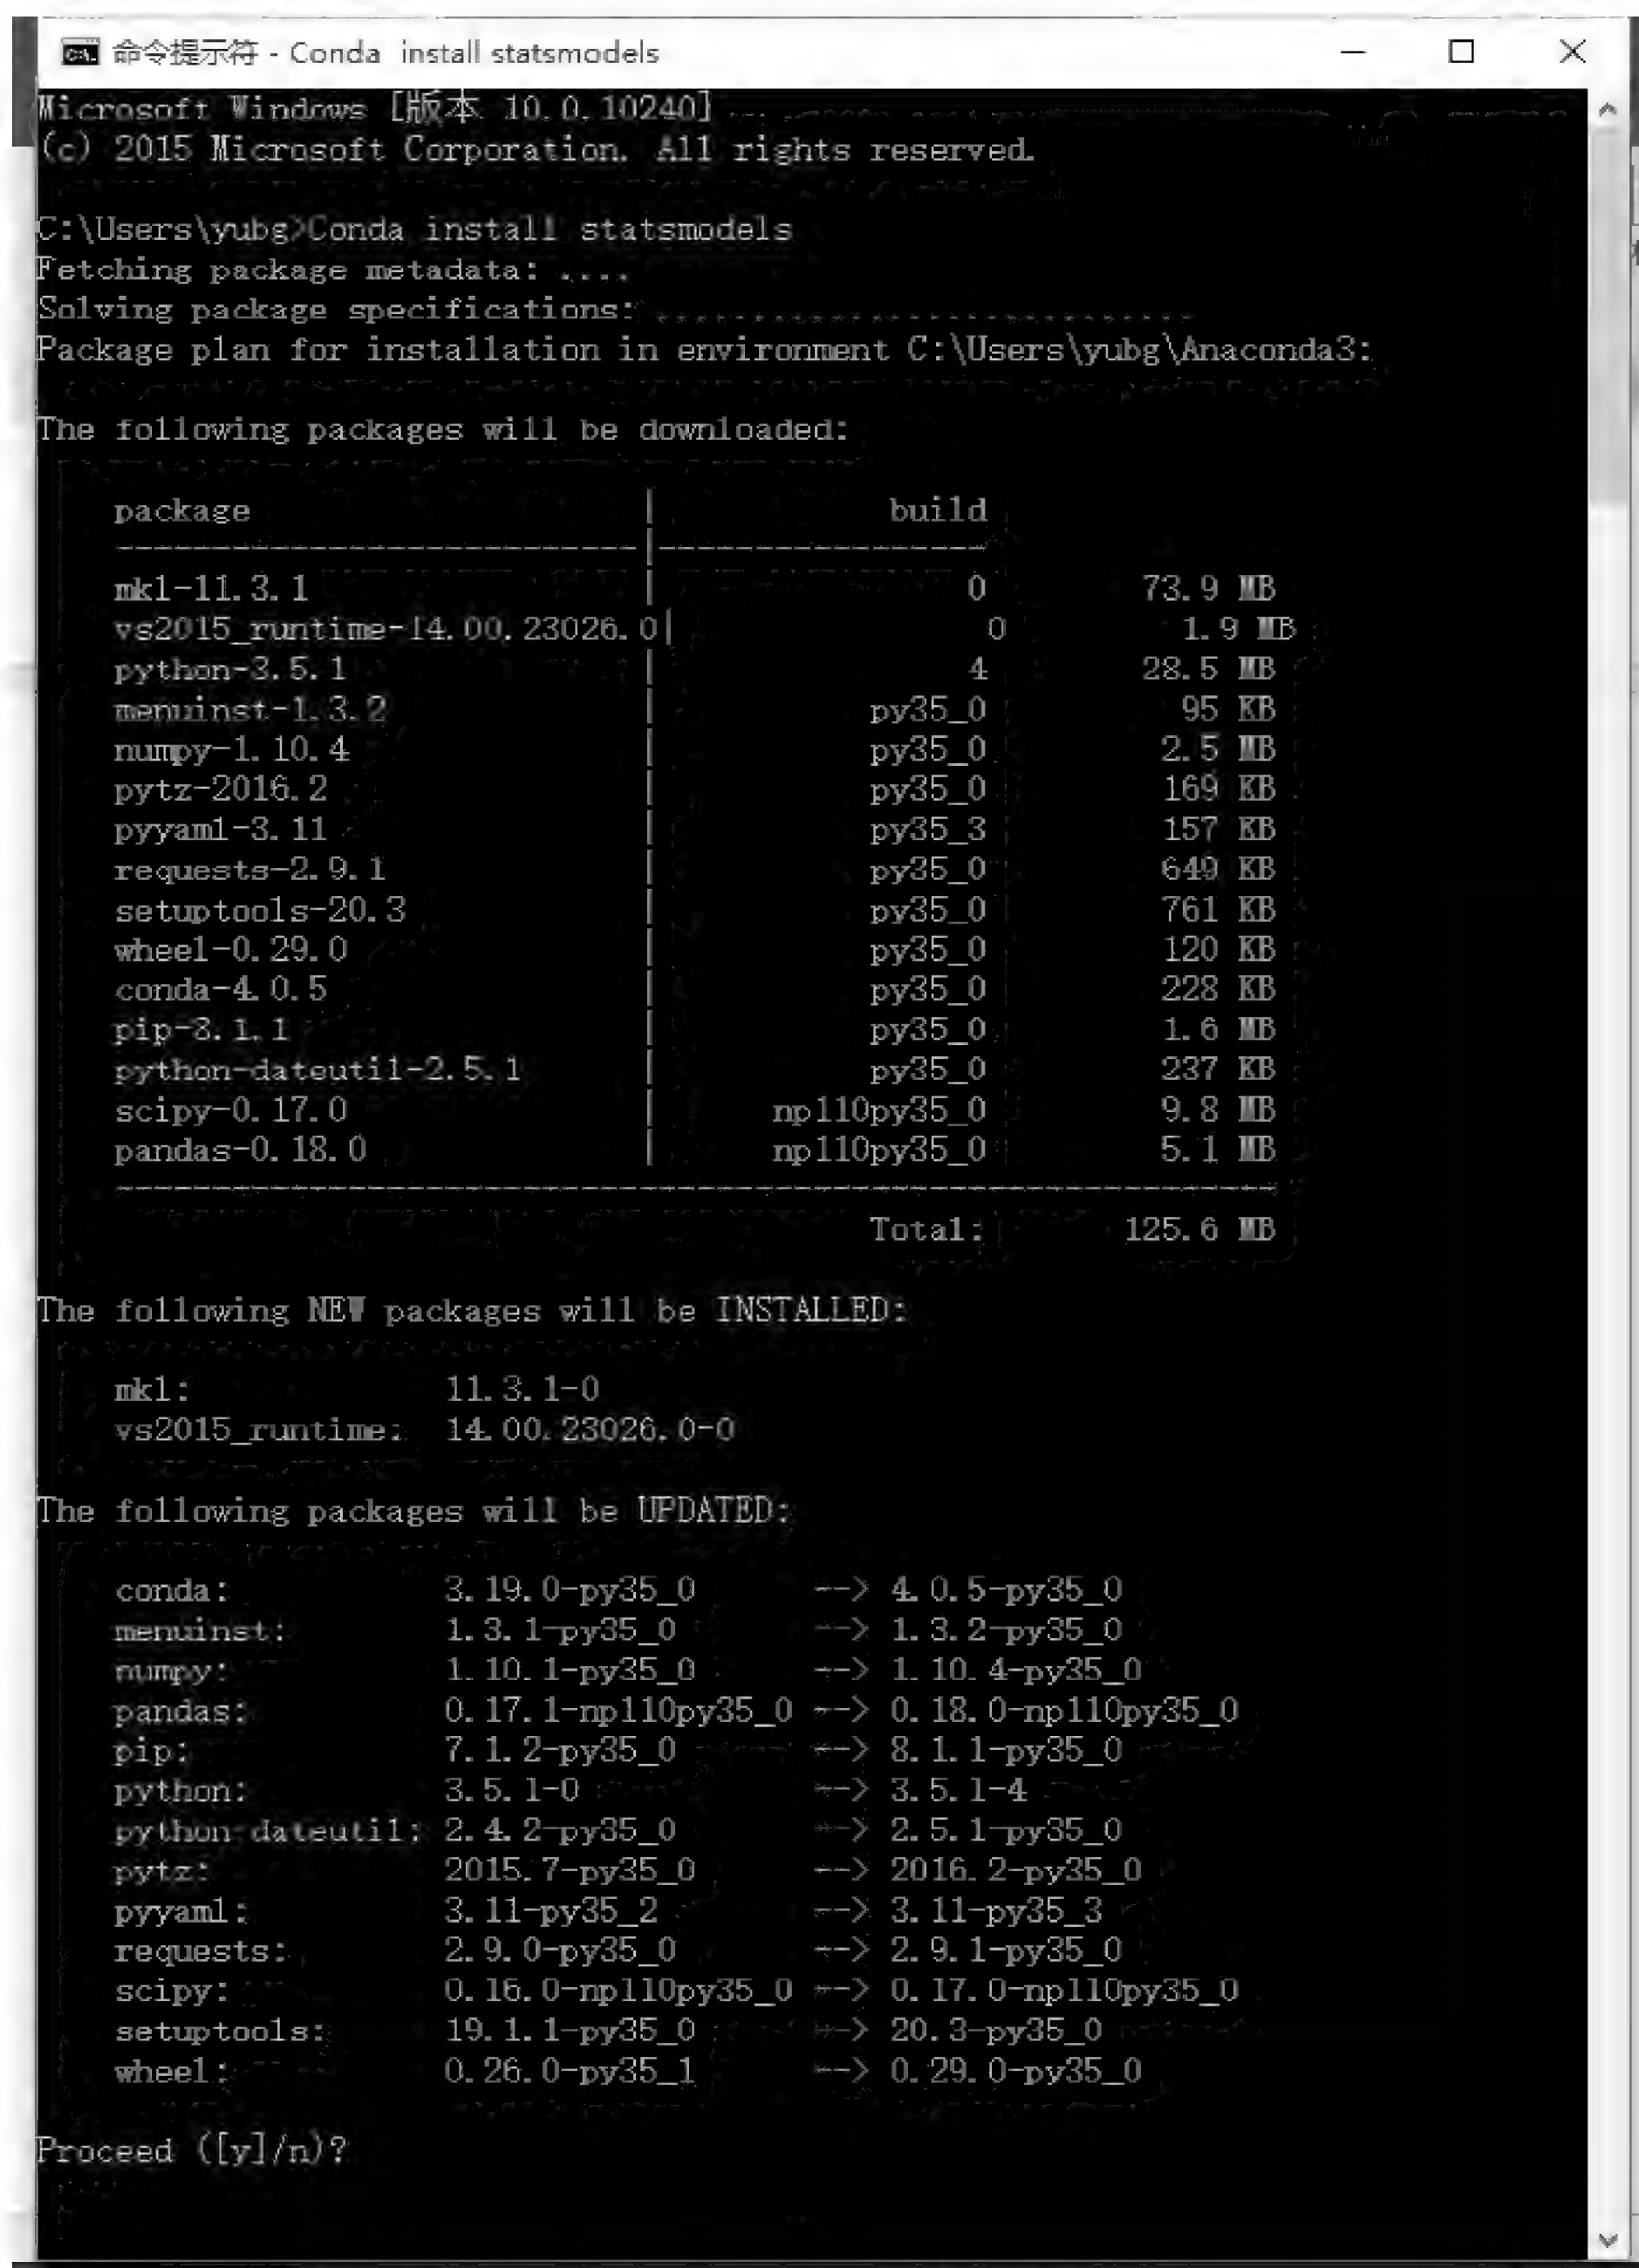 命令提示符 - Conda  install statsmodels
Microsoft Windows [版本 10.0.10240]
(c) 2015 Microsoft Corporation. All rights reserved.
C:\Users\yubg>Conda install statsmodels
Fetching package metadata: ....
Solving package specifications: ............................
Package plan for installation in environment C:\Users\yubg\Anaconda3:
The following packages will be downloaded:
package | build
---------------------------|-----------------
mkl-11.3.1 | 0 73.9 MB
vs2015_runtime-14.00.23026.0| 0 1.9 MB
python-3.5.1 | 4 28.5 MB
menuinst-1.3.2 | py35_0 95 KB
numpy-1.10.4 | py35_0 2.5 MB
pytz-2016.2 | py35_0 169 KB
pyyaml-3.11 | py35_3 157 KB
requests-2.9.1 | py35_0 649 KB
setuptools-20.3 | py35_0 761 KB
wheel-0.29.0 | py35_0 120 KB
conda-4.0.5 | py35_0 228 KB
pip-8.1.1 | py35_0 1.6 MB
python-dateutil-2.5.1 | py35_0 237 KB
scipy-0.17.0 | np110py35_0 9.8 MB
pandas-0.18.0 | np110py35_0 5.1 MB
------------------------------------------------------------
Total: 125.6 MB
The following NEW packages will be INSTALLED:
mkl: 11.3.1-0
vs2015_runtime: 14.00.23026.0-0
The following packages will be UPDATED:
conda: 3.19.0-py35_0 --> 4.0.5-py35_0
menuinst: 1.3.1-py35_0 --> 1.3.2-py35_0
numpy: 1.10.1-py35_0 --> 1.10.4-py35_0
pandas: 0.17.1-np110py35_0 --> 0.18.0-np110py35_0
pip: 7.1.2-py35_0 --> 8.1.1-py35_0
python: 3.5.1-0 --> 3.5.1-4
python-dateutil: 2.4.2-py35_0 --> 2.5.1-py35_0
pytz: 2015.7-py35_0 --> 2016.2-py35_0
pyyaml: 3.11-py35_2 --> 3.11-py35_3
requests: 2.9.0-py35_0 --> 2.9.1-py35_0
scipy: 0.16.0-np110py35_0 --> 0.17.0-np110py35_0
setuptools: 19.1.1-py35_0 --> 20.3-py35_0
wheel: 0.26.0-py35_1 --> 0.29.0-py35_0
Proceed ([y]/n)?